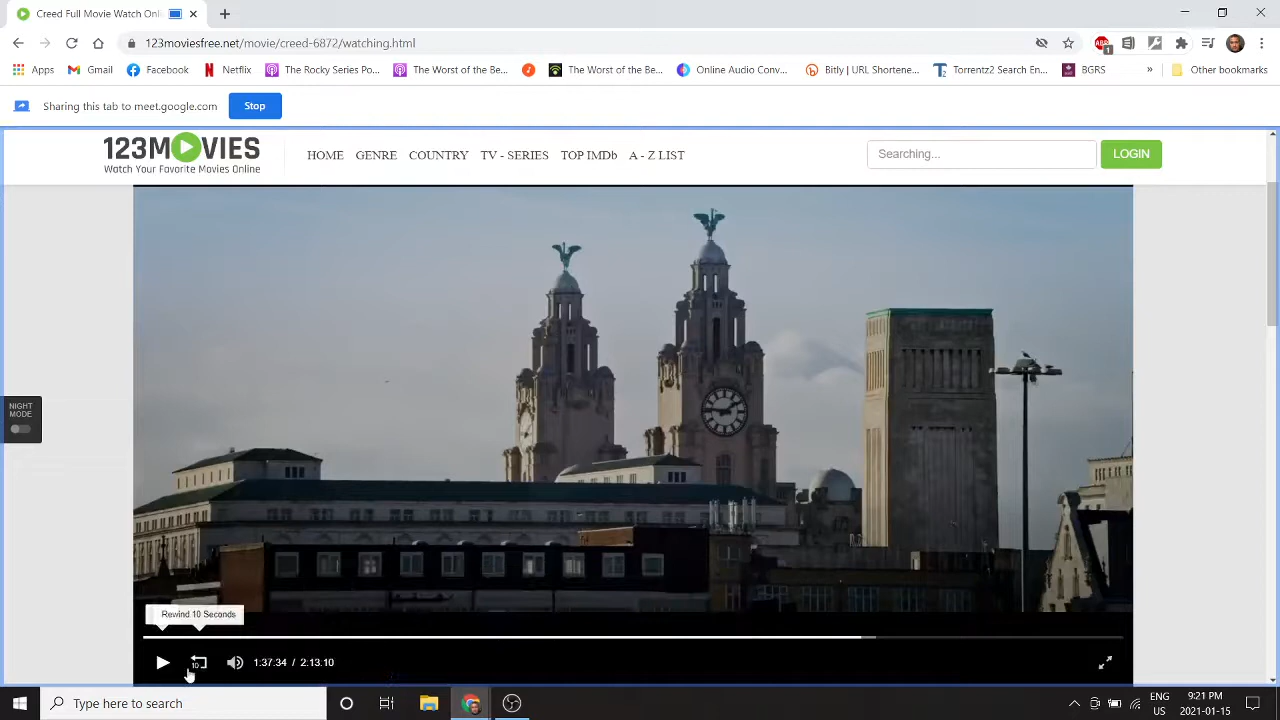 Creed Full Movie Watch Onli
123moviesfree.net/movie/creed-6872/watching.html
ABP
1
Apps
Gmail
Facebook
Netflix
The Rocky Series Po...
The Worst of the Be...
The Worst of the Be...
Online Audio Conv...
Bitly | URL Shortene...
Torrentz2 Search En...
BGRS
»
Other bookmarks
Sharing this tab to meet.google.com
Stop
123MOVIES
Watch Your Favorite Movies Online
HOME
GENRE
COUNTRY
TV - SERIES
TOP IMDb
A - Z LIST
Searching...
LOGIN
NIGHT
MODE
Rewind 10 Seconds
10
1.37.34 / 2.13.10
Type here to search
ENG
US
9:21 PM
2021-01-15